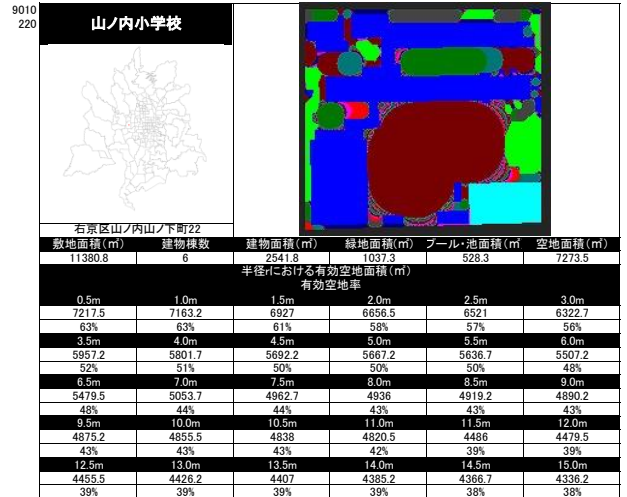 9010
220
山ノ内小学校
右京区山ノ内山ノ下町22
敷地面積(㎡) 建物棟数 建物面積(㎡) 緑地面積(㎡) プール・池面積(㎡ 空地面積(㎡)
11380.8 6 2541.8 1037.3 528.3 7273.5
半径rにおける有効空地面積(㎡)
有効空地率
0.5m 1.0m 1.5m 2.0m 2.5m 3.0m
7217.5 7163.2 6927 6656.5 6521 6322.7
63% 63% 61% 58% 57% 56%
3.5m 4.0m 4.5m 5.0m 5.5m 6.0m
5957.2 5801.7 5692.2 5667.2 5636.7 5507.2
52% 51% 50% 50% 50% 48%
6.5m 7.0m 7.5m 8.0m 8.5m 9.0m
5479.5 5053.7 4962.7 4936 4919.2 4890.2
48% 44% 44% 43% 43% 43%
9.5m 10.0m 10.5m 11.0m 11.5m 12.0m
4875.2 4855.5 4838 4820.5 4486 4479.5
43% 43% 43% 42% 39% 39%
12.5m 13.0m 13.5m 14.0m 14.5m 15.0m
4455.5 4426.2 4407 4385.2 4366.7 4336.2
39% 39% 39% 39% 38% 38%